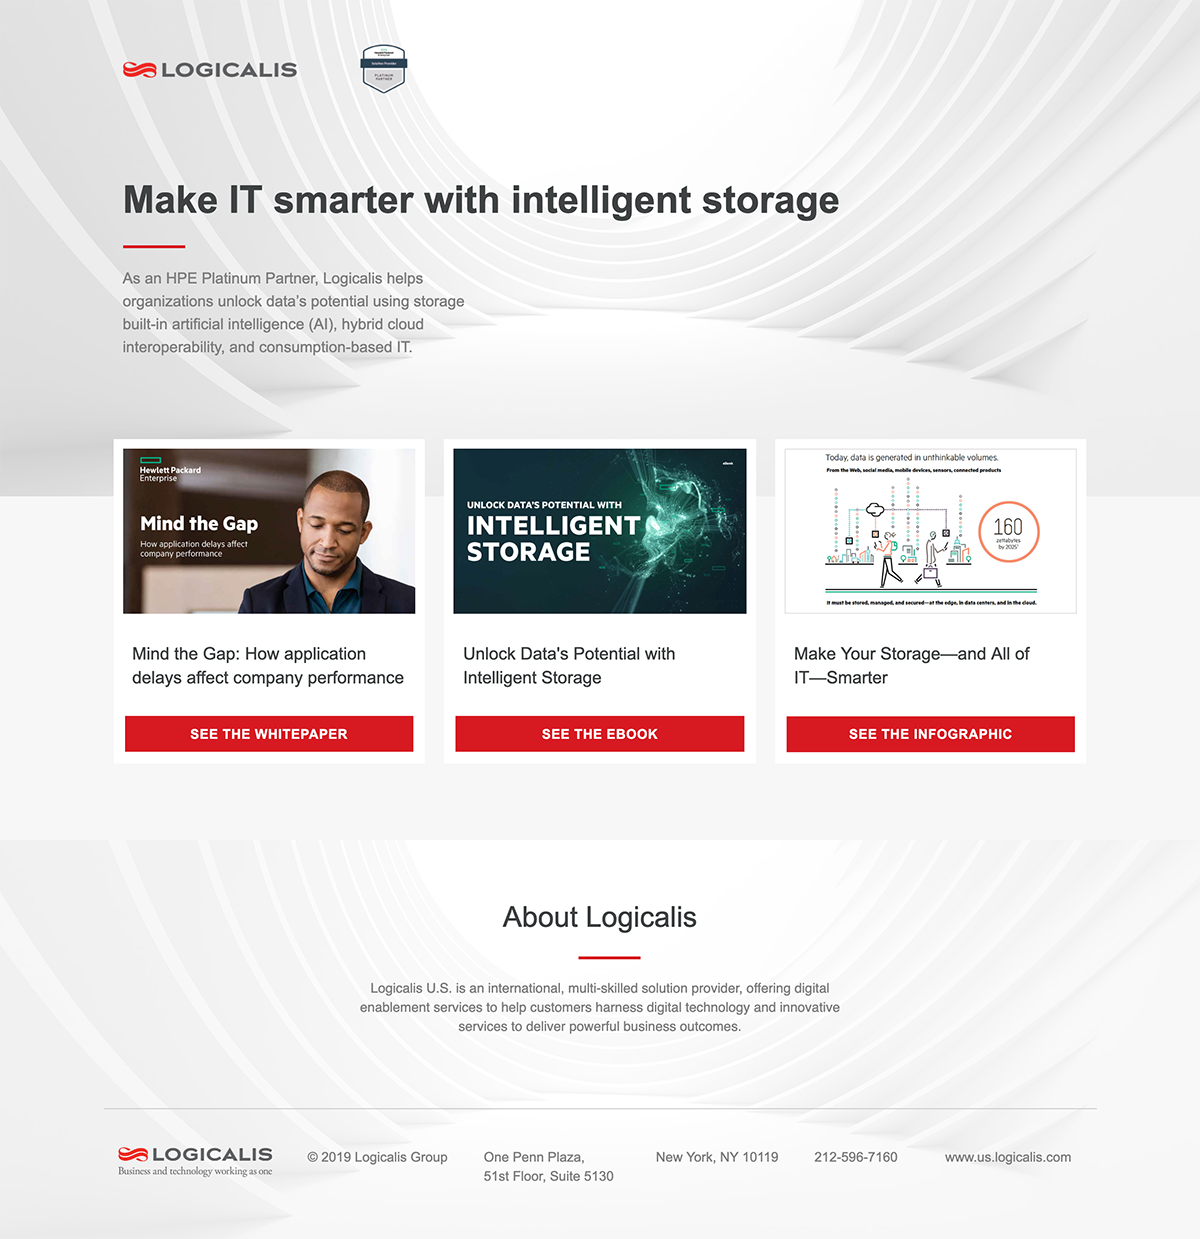 LOGICALIS
Solution Provider
PLATINUM
PARTNER
Make IT smarter with intelligent storage
As an HPE Platinum Partner, Logicalis helps
organizations unlock data’s potential using storage
built-in artificial intelligence (AI), hybrid cloud
interoperability, and consumption-based IT.
Hewlett Packard
Enterprise
Mind the Gap
How application delays affect
company performance
Mind the Gap: How application
delays affect company performance
SEE THE WHITEPAPER
eBook
UNLOCK DATA'S POTENTIAL WITH
INTELLIGENT
STORAGE
Unlock Data's Potential with
Intelligent Storage
SEE THE EBOOK
Today, data is generated in unthinkable volumes.
From the Web, social media, mobile devices, sensors, connected products
160
zettabytes
by 2025
It must be stored, managed, and secured—at the edge, in data centers, and in the cloud.
Make Your Storage—and All of
IT—Smarter
SEE THE INFOGRAPHIC
About Logicalis
Logicalis U.S. is an international, multi-skilled solution provider, offering digital
enablement services to help customers harness digital technology and innovative
services to deliver powerful business outcomes.
LOGICALIS
Business and technology working as one
© 2019 Logicalis Group
One Penn Plaza,
51st Floor, Suite 5130
New York, NY 10119
212-596-7160
www.us.logicalis.com